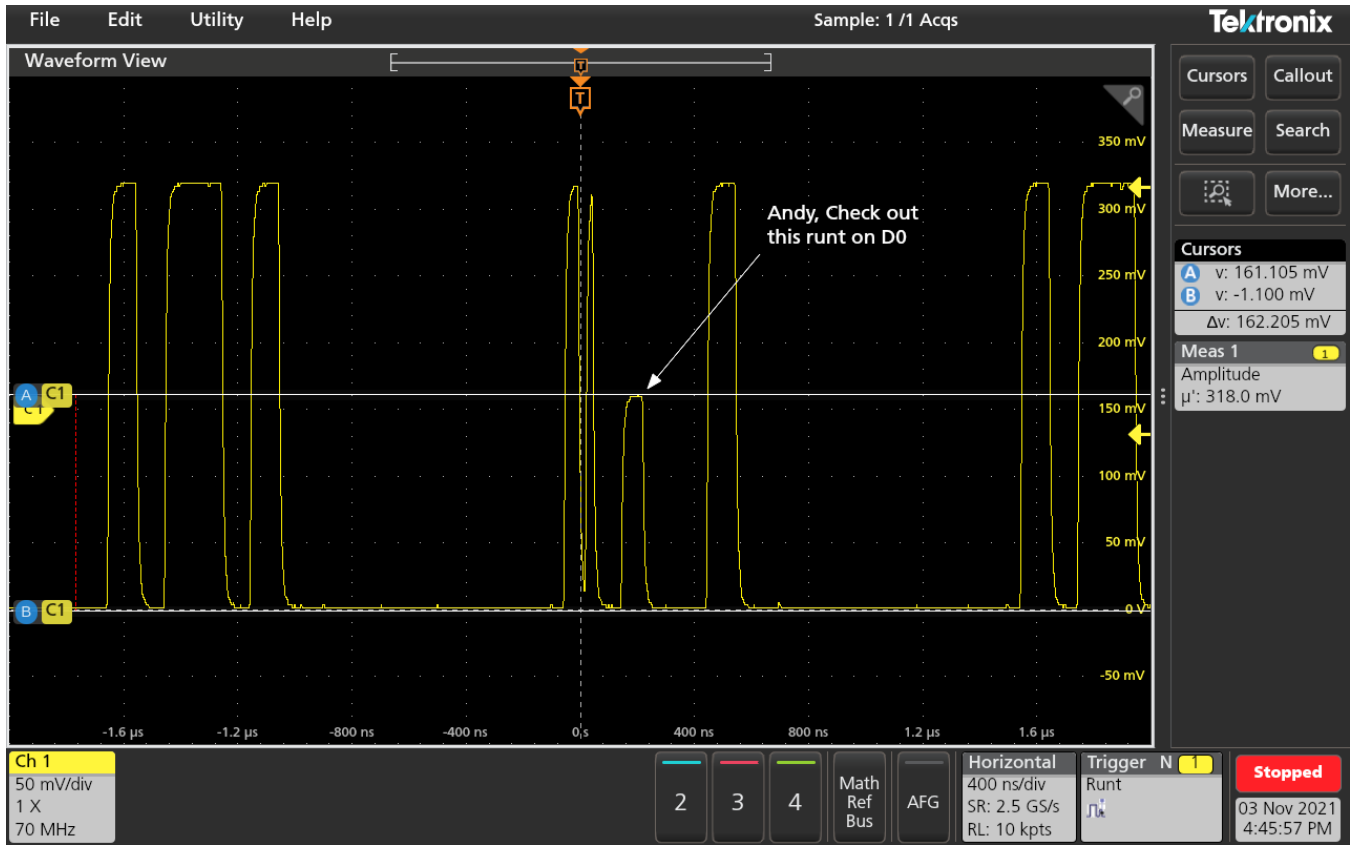 File Edit Utility Help Sample: 1 /1 Acqs Tektronix
Waveform View
T
T
Cursors Callout
Measure Search
More...
350 mV
300 mV
250 mV
200 mV
150 mV
100 mV
50 mV
0 V
-50 mV
Andy, Check out
this runt on D0
A C1
C1
B C1
-1.6 µs -1.2 µs -800 ns -400 ns 0 s 400 ns 800 ns 1.2 µs 1.6 µs
Cursors
A v: 161.105 mV
B v: -1.100 mV
Δv: 162.205 mV
Meas 1 1
Amplitude
µ': 318.0 mV
Ch 1
50 mV/div
1 X
70 MHz
2 3 4
Math
Ref
Bus
AFG
Horizontal
400 ns/div
SR: 2.5 GS/s
RL: 10 kpts
Trigger N 1
Runt
Stopped
03 Nov 2021
4:45:57 PM